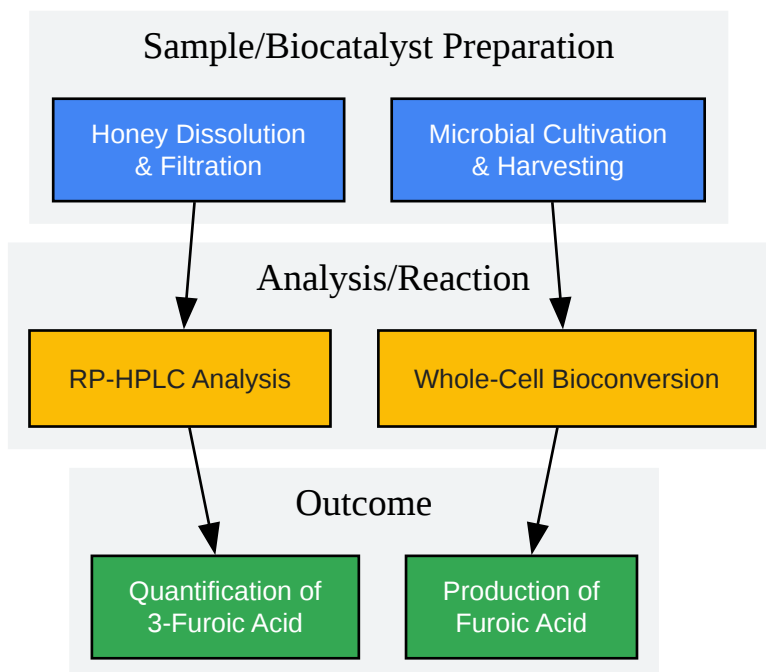 Sample/Biocatalyst Preparation
Honey Dissolution
& Filtration
Microbial Cultivation
& Harvesting
Analysis/Reaction
RP-HPLC Analysis
Whole-Cell Bioconversion
Outcome
Quantification of
3-Furoic Acid
Production of
Furoic Acid